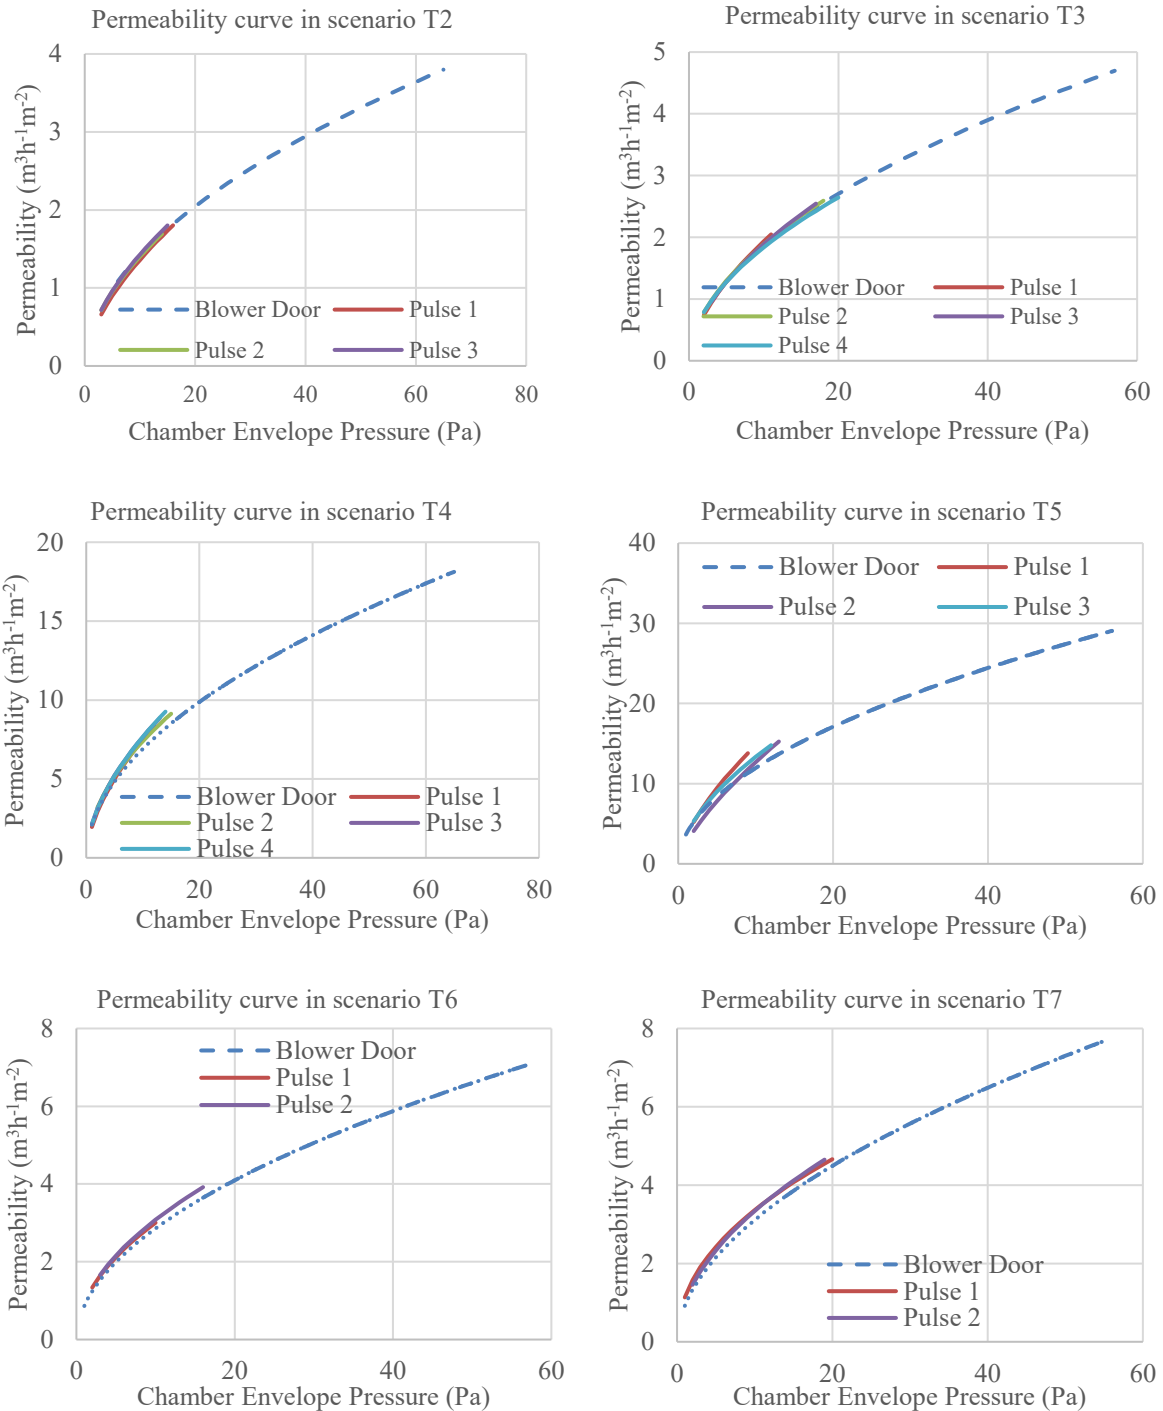 Permeability curve in scenario T2
Permeability (m³h⁻¹m⁻²)
4
3
2
1
0
0 20 40 60 80
Blower Door Pulse 1
Pulse 2 Pulse 3
Chamber Envelope Pressure (Pa)
Permeability curve in scenario T3
Permeability (m³h⁻¹m⁻²)
5
4
3
2
1
0
0 20 40 60
Blower Door Pulse 1
Pulse 2 Pulse 3
Pulse 4
Chamber Envelope Pressure (Pa)
Permeability curve in scenario T4
Permeability (m³h⁻¹m⁻²)
20
15
10
5
0
0 20 40 60 80
Blower Door Pulse 1
Pulse 2 Pulse 3
Pulse 4
Chamber Envelope Pressure (Pa)
Permeability curve in scenario T5
Permeability (m³h⁻¹m⁻²)
40
30
20
10
0
0 20 40 60
Blower Door Pulse 1
Pulse 2 Pulse 3
Chamber Envelope Pressure (Pa)
Permeability curve in scenario T6
Permeability (m³h⁻¹m⁻²)
8
6
4
2
0
0 20 40 60
Blower Door
Pulse 1
Pulse 2
Chamber Envelope Pressure (Pa)
Permeability curve in scenario T7
Permeability (m³h⁻¹m⁻²)
8
6
4
2
0
0 20 40 60
Blower Door
Pulse 1
Pulse 2
Chamber Envelope Pressure (Pa)